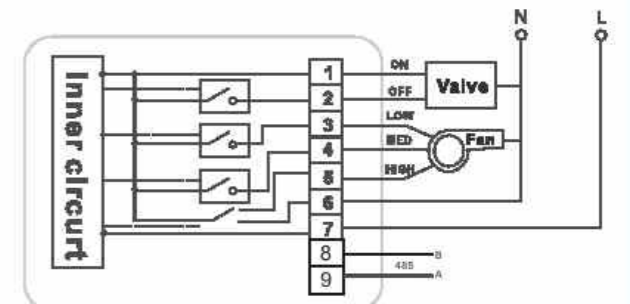 N L
Inner circurt
1 ON
2 OFF
Valve
3 LOW
4 MED
5 HIGH
Fan
6
7
8 B
485
9 A